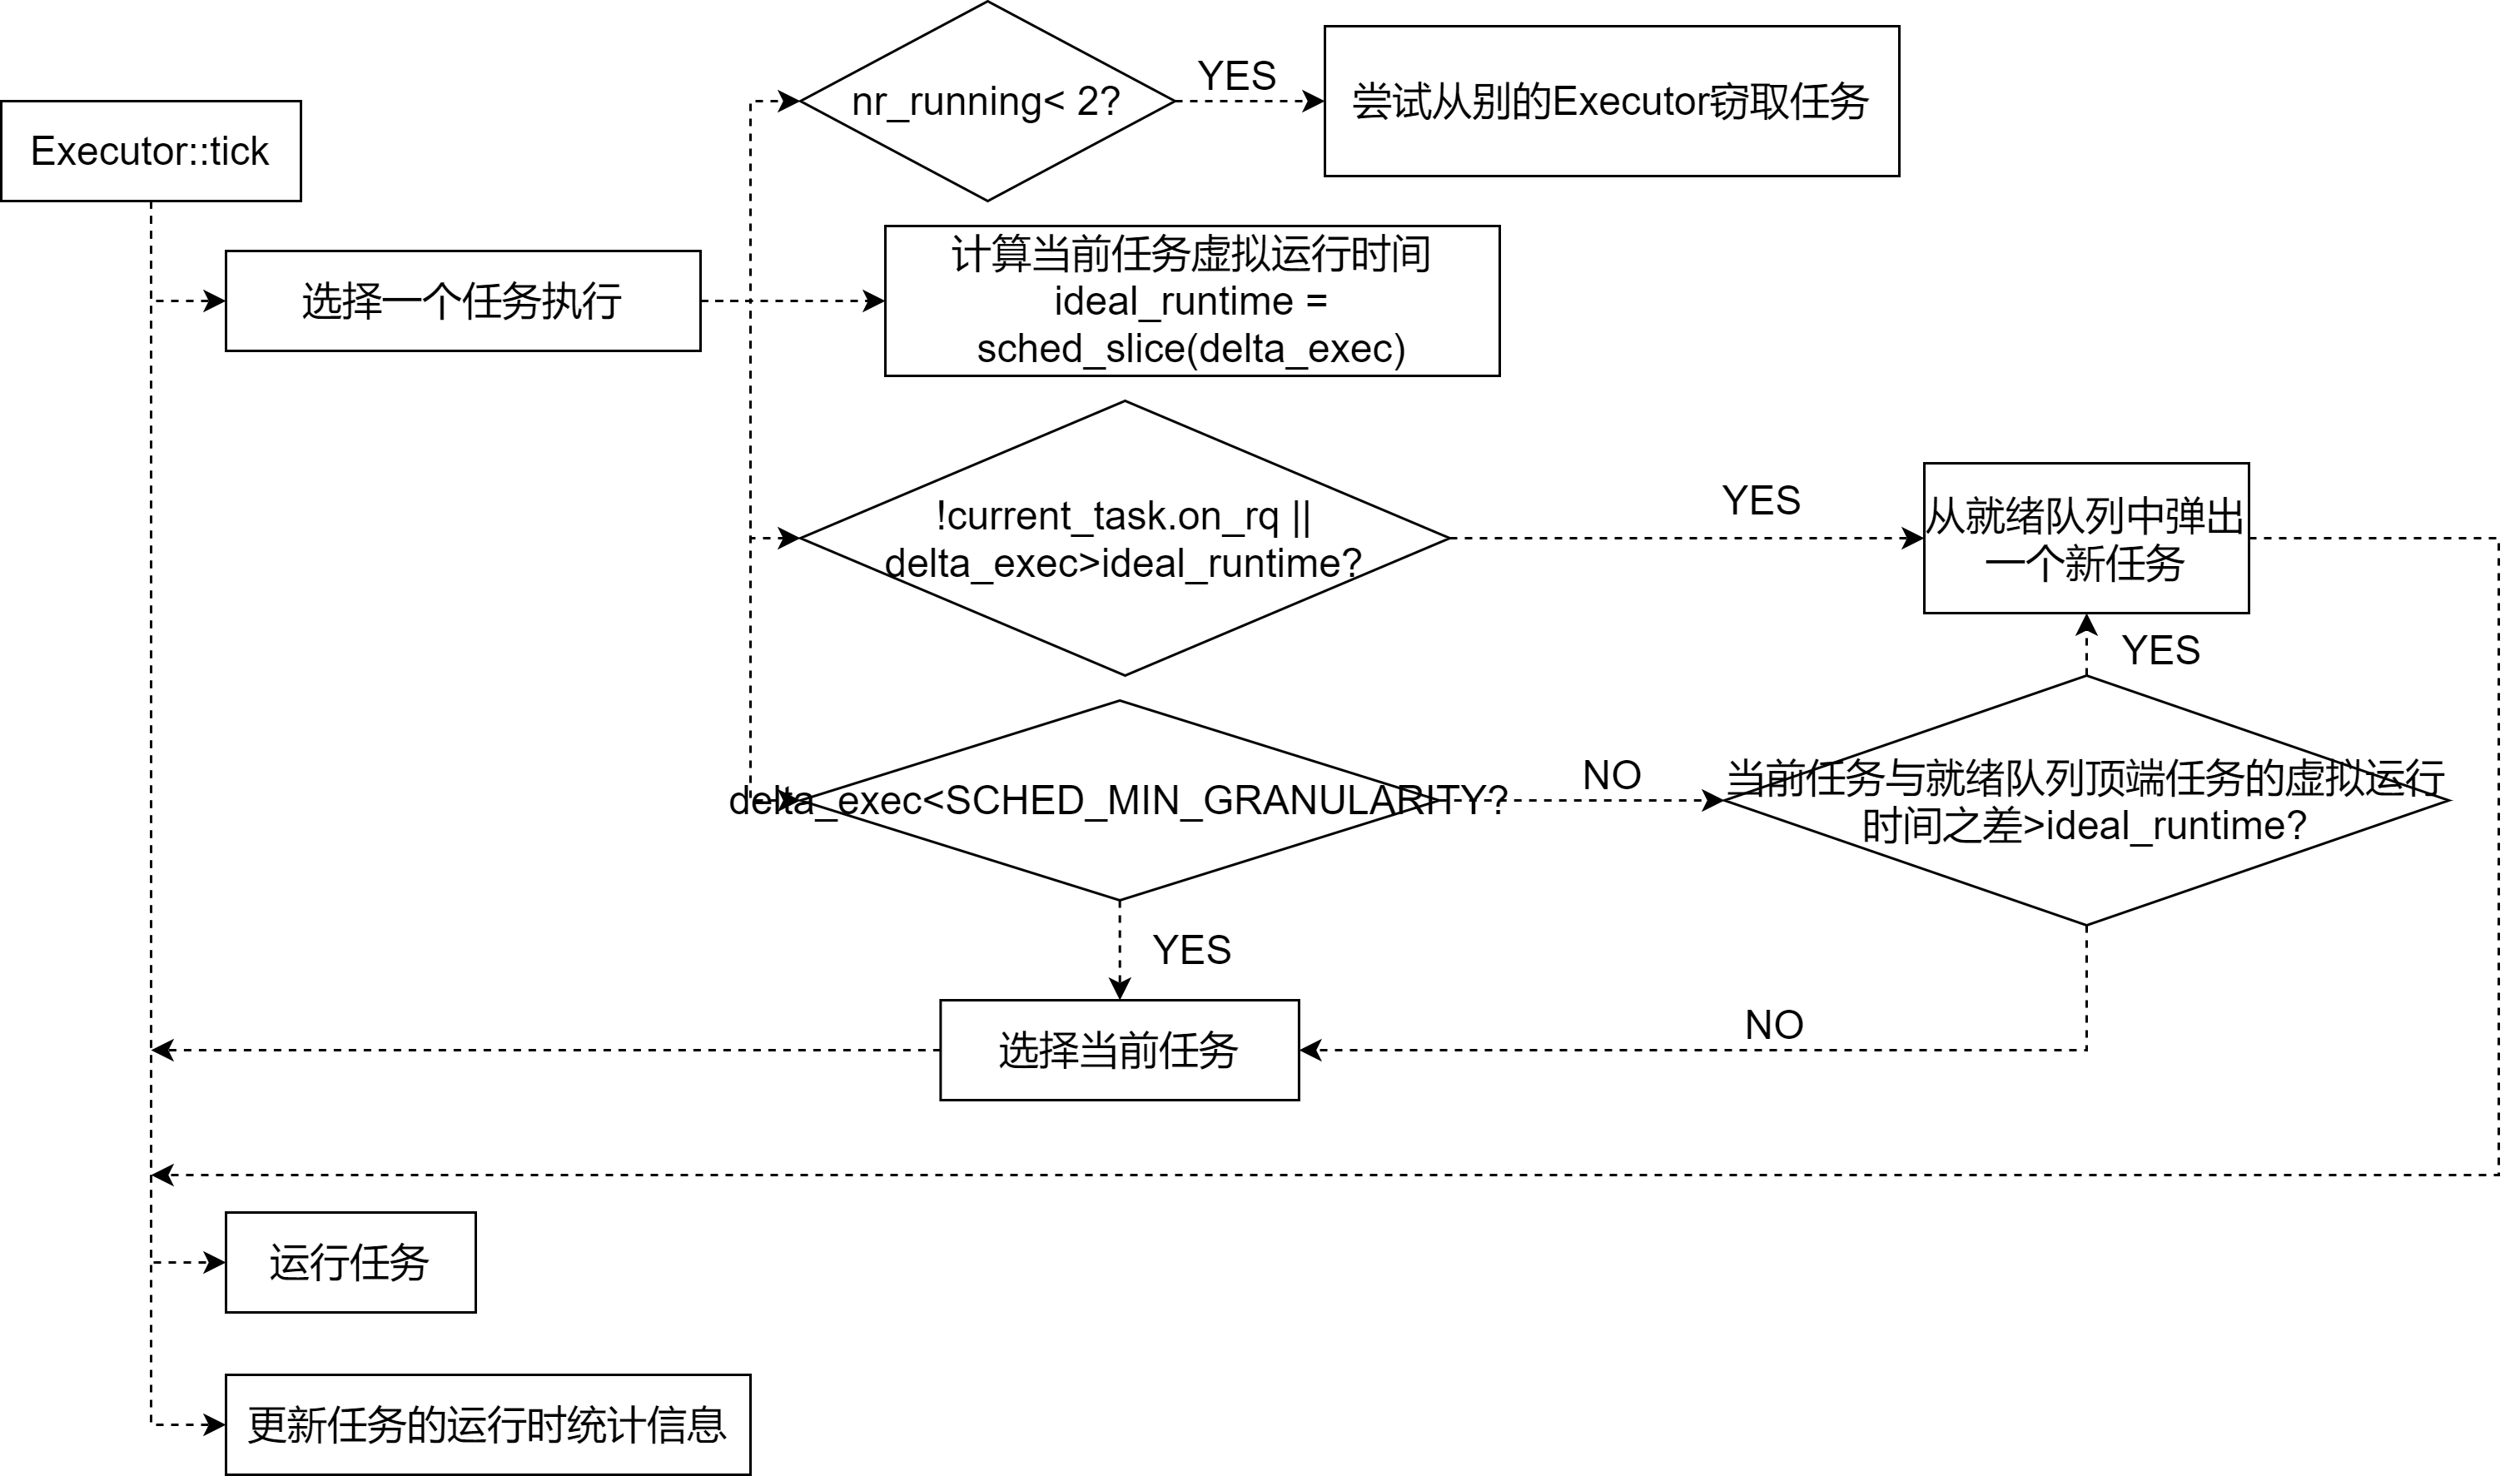 Executor::tick
选择一个任务执行
nr_running< 2?
YES
尝试从别的Executor窃取任务
计算当前任务虚拟运行时间
ideal_runtime =
sched_slice(delta_exec)
!current_task.on_rq ||
delta_exec>ideal_runtime?
YES
从就绪队列中弹出
一个新任务
delta_exec<SCHED_MIN_GRANULARITY?
NO
当前任务与就绪队列顶端任务的虚拟运行
时间之差>ideal_runtime?
YES
YES
NO
选择当前任务
运行任务
更新任务的运行时统计信息